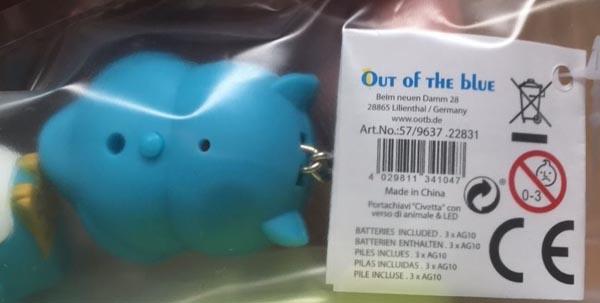 OUT OF THE BLUE
Beim neuen Damm 28
28865 Lilienthal / Germany
www.ootb.de
Art.No.:57/9637 .22831
4 029811 341047
Made in China
Portachiavi "Civetta" con
verso di animale & LED
0-3
BATTERIES INCLUDED . 3 x AG10
BATTERIEN ENTHALTEN . 3 x AG10
PILES INCLUES . 3 x AG10
PILAS INCLUIDAS . 3 x AG10
PILE INCLUSE . 3 x AG10
CE